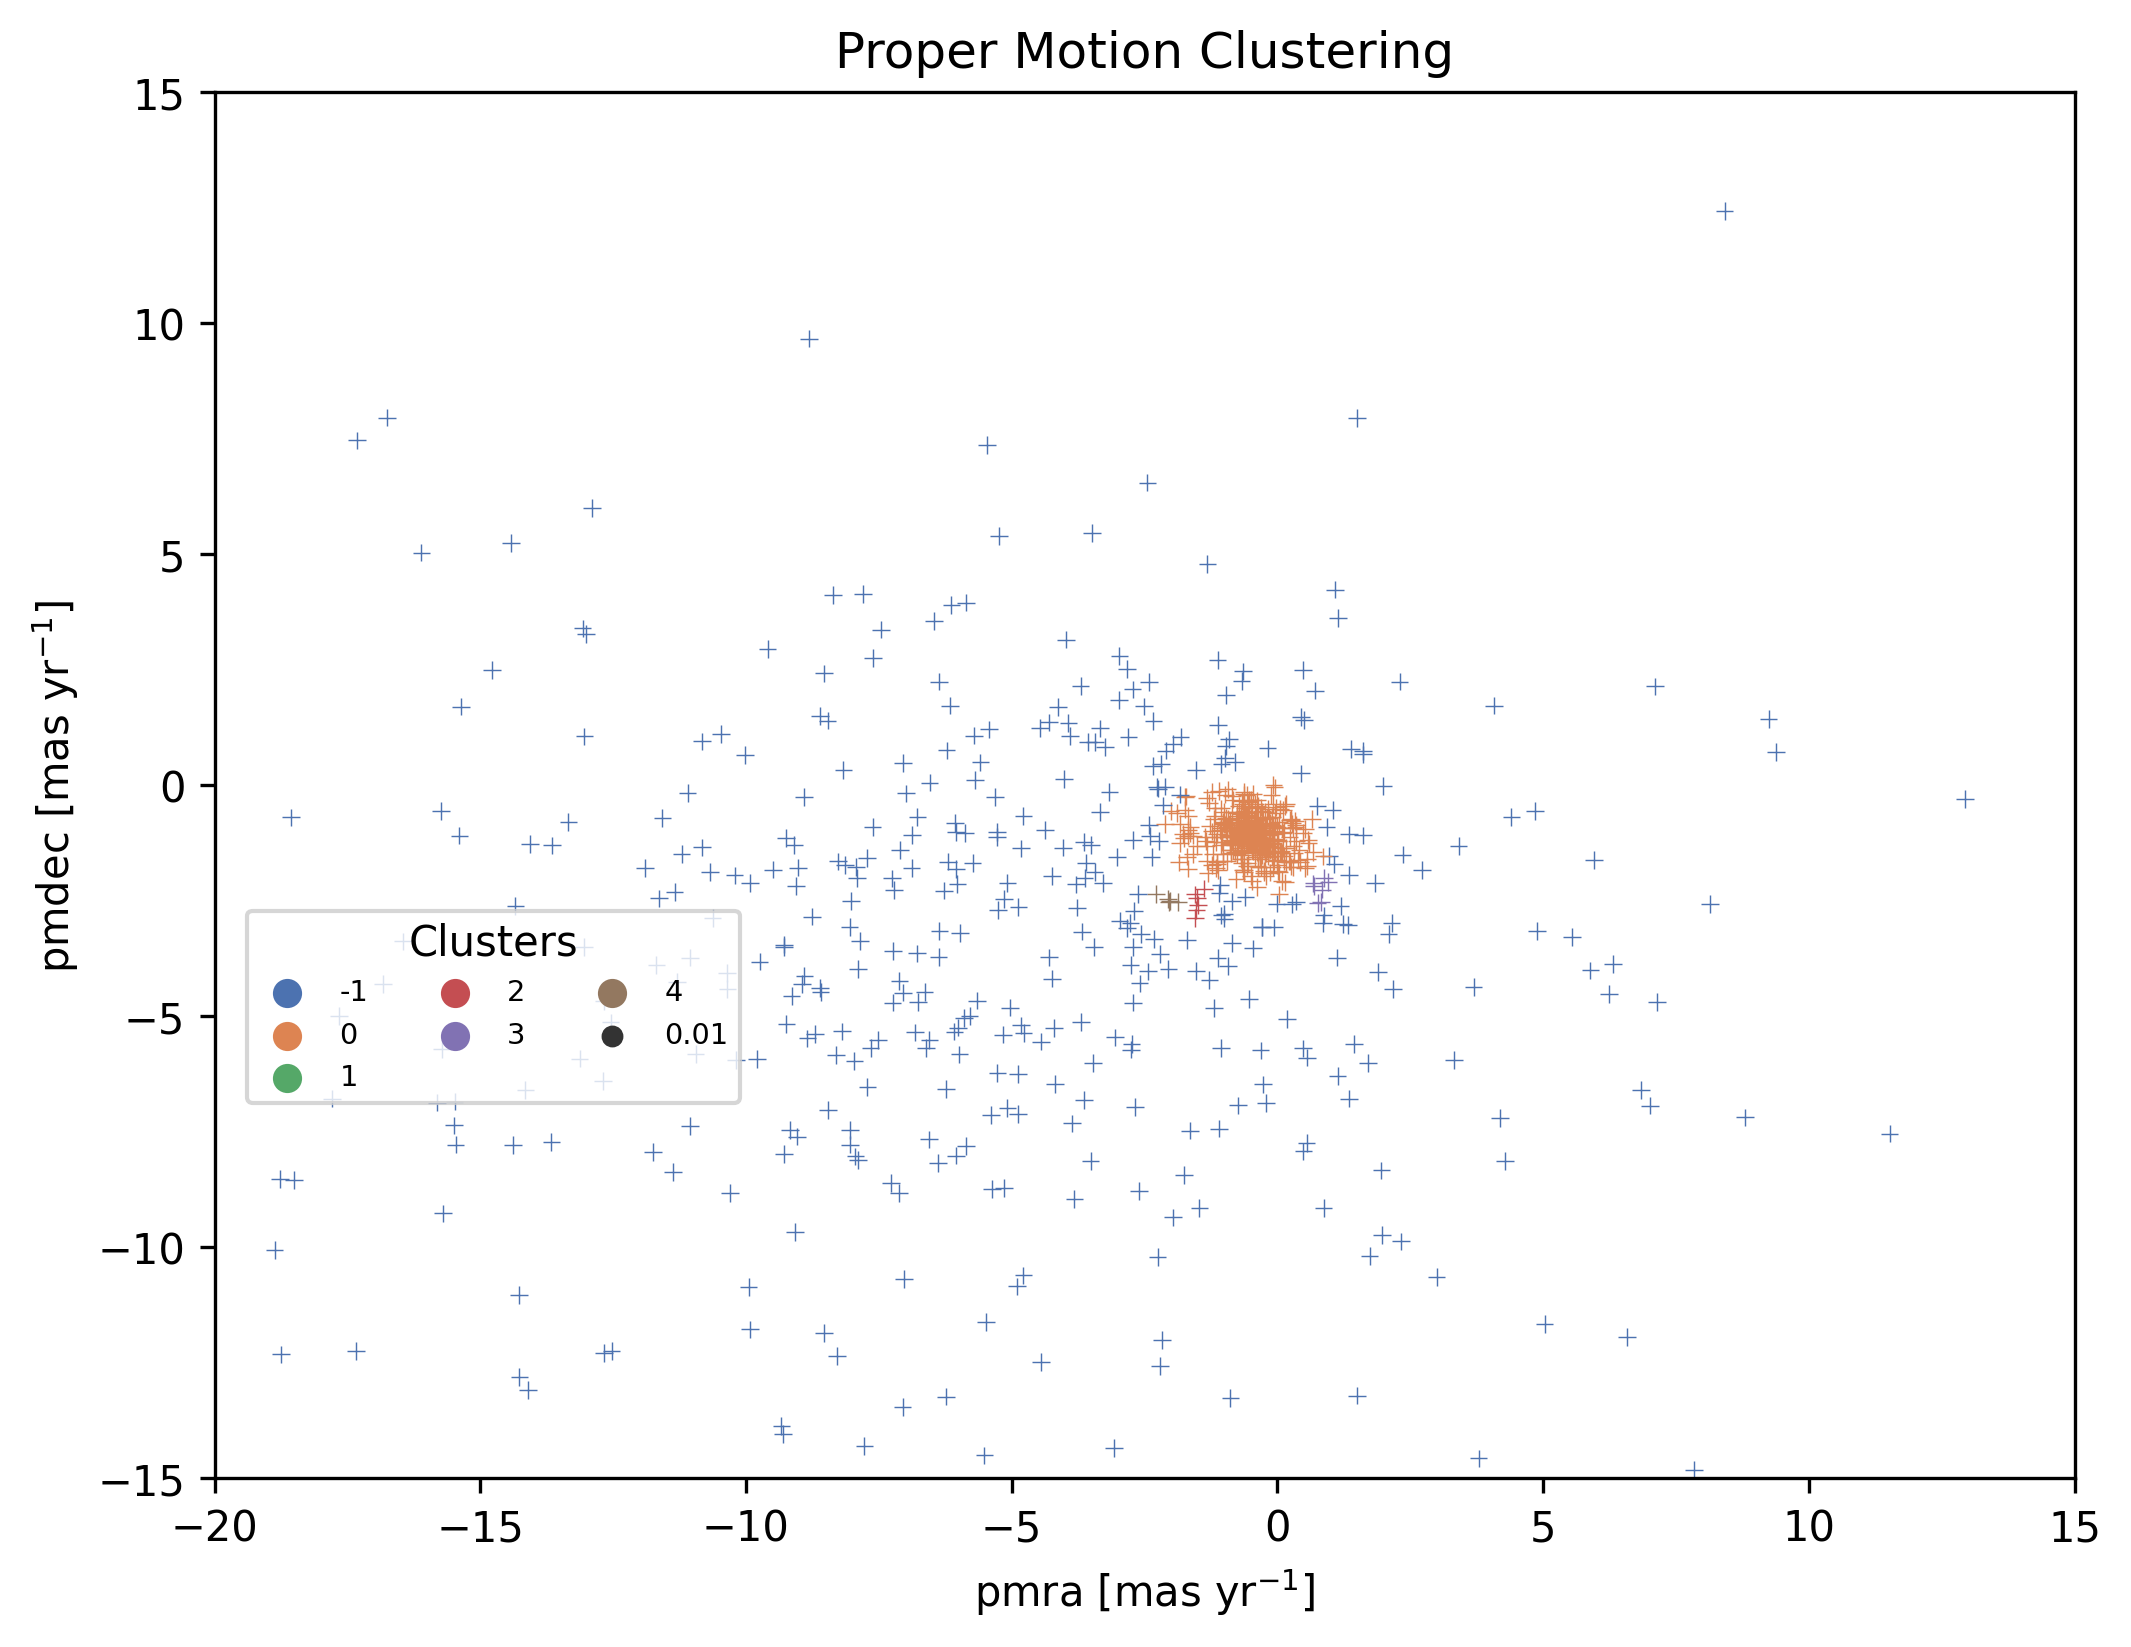 Proper Motion Clustering
15
10
5
0
−5
−10
−15
pmdec [mas yr⁻¹]
Clusters
-1 2 4
0 3 0.01
1
−20 −15 −10 −5 0 5 10 15
pmra [mas yr⁻¹]